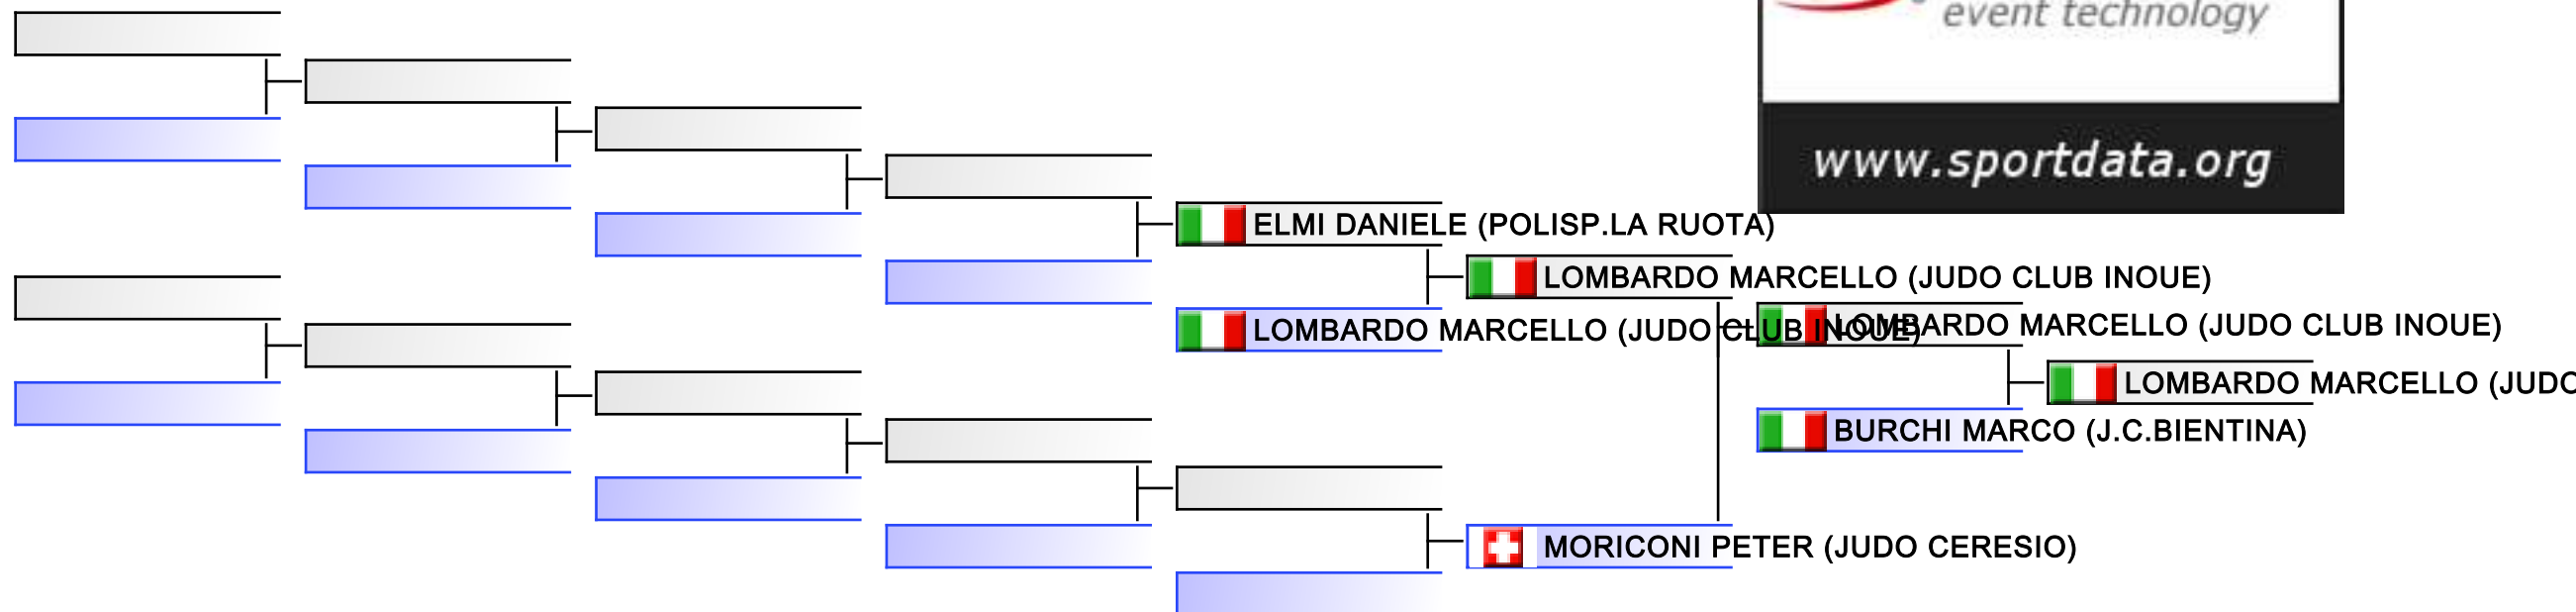 event technology
www.sportdata.org
ELMI DANIELE (POLISP.LA RUOTA)
LOMBARDO MARCELLO (JUDO CLUB INOUE)
LOMBARDO MARCELLO (JUDO CLUB INOUE)
LOMBARDO MARCELLO (JUDO CLUB INOUE)
LOMBARDO MARCELLO (JUDO
BURCHI MARCO (J.C.BIENTINA)
MORICONI PETER (JUDO CERESIO)